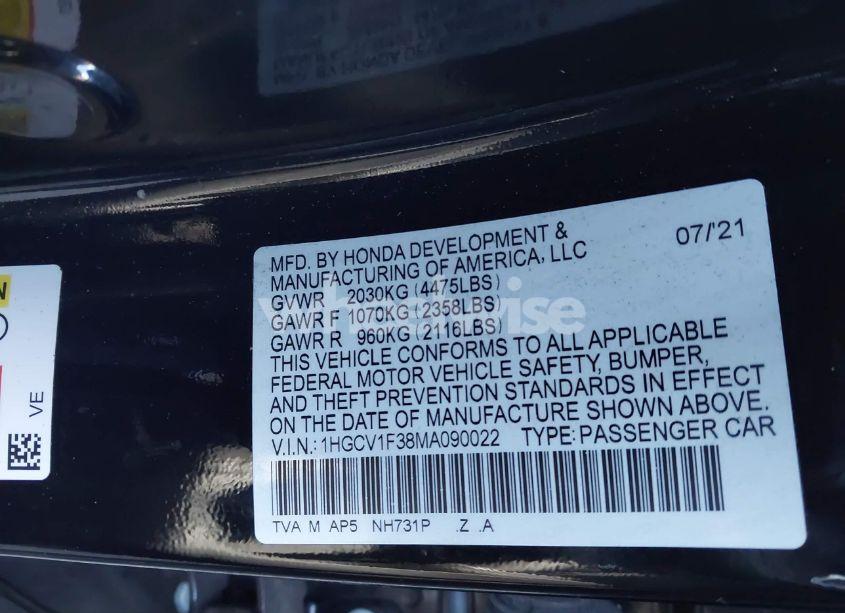 MFD. BY HONDA DEVELOPMENT &
MANUFACTURING OF AMERICA, LLC
07/'21
GVWR 2030KG (4475LBS)
GAWR F 1070KG (2358LBS)
GAWR R 960KG (2116LBS)
THIS VEHICLE CONFORMS TO ALL APPLICABLE
FEDERAL MOTOR VEHICLE SAFETY, BUMPER,
AND THEFT PREVENTION STANDARDS IN EFFECT
ON THE DATE OF MANUFACTURE SHOWN ABOVE.
V.I.N.: 1HGCV1F38MA090022 TYPE: PASSENGER CAR
TVA M AP5 NH731P .Z .A
VE